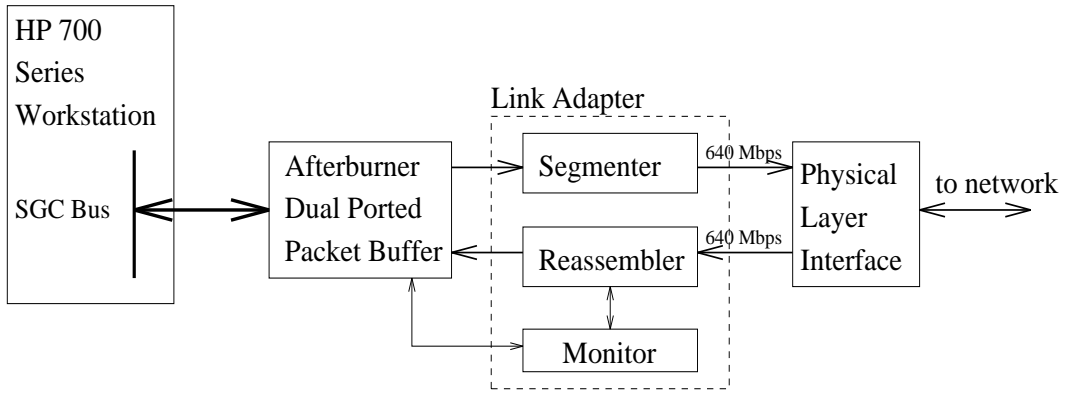 HP 700
Series
Workstation
SGC Bus
Afterburner
Dual Ported
Packet Buffer
Link Adapter
Segmenter
640 Mbps
Reassembler
640 Mbps
Monitor
Physical
Layer
Interface
to network